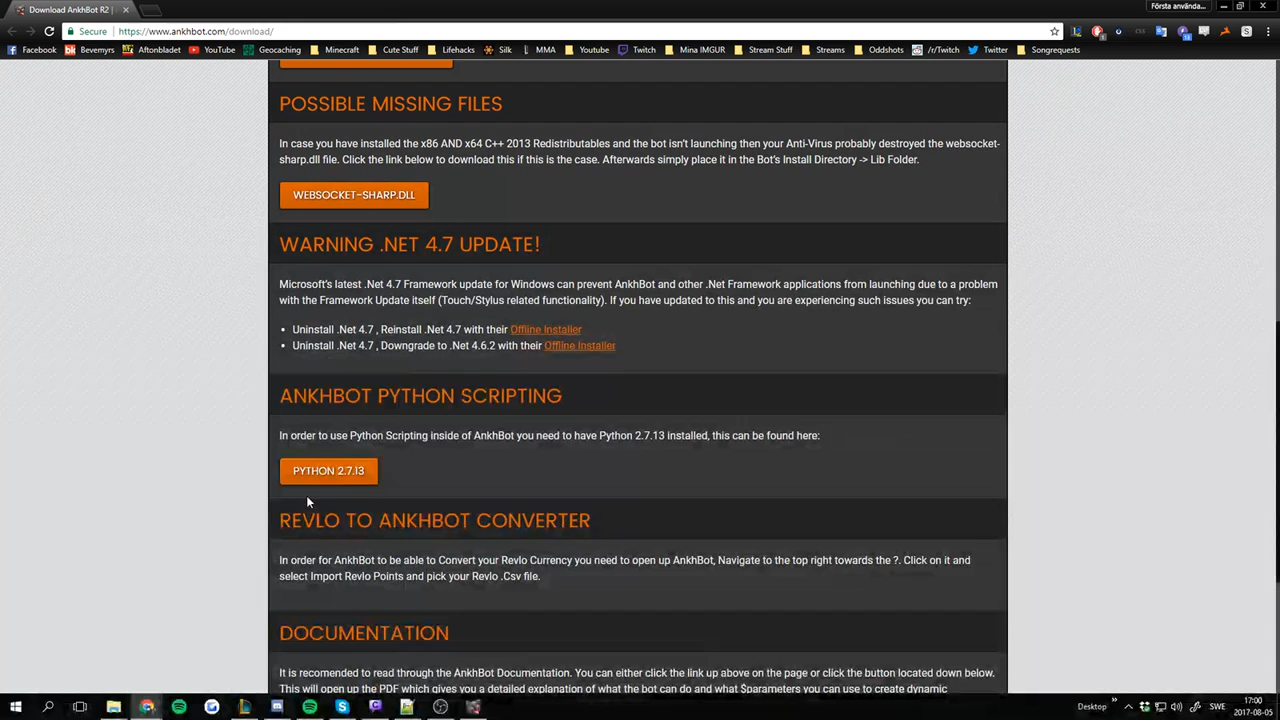 Download AnkhBot R2 |
Första använda...
Secure
https://www.ankhbot.com/download/
Facebook
Bevemyrs
Aftonbladet
YouTube
Geocaching
Minecraft
Cute Stuff
Lifehacks
Silk
MMA
Youtube
Twitch
Mina IMGUR
Stream Stuff
Streams
Oddshots
/r/Twitch
Twitter
Songrequests
POSSIBLE MISSING FILES
In case you have installed the x86 AND x64 C++ 2013 Redistributables and the bot isn't launching then your Anti-Virus probably destroyed the websocket-
sharp.dll file. Click the link below to download this if this is the case. Afterwards simply place it in the Bot's Install Directory -> Lib Folder.
WEBSOCKET-SHARP.DLL
WARNING .NET 4.7 UPDATE!
Microsoft's latest .Net 4.7 Framework update for Windows can prevent AnkhBot and other .Net Framework applications from launching due to a problem
with the Framework Update itself (Touch/Stylus related functionality). If you have updated to this and you are experiencing such issues you can try:
Uninstall .Net 4.7 , Reinstall .Net 4.7 with their Offline Installer
Uninstall .Net 4.7 , Downgrade to .Net 4.6.2 with their Offline Installer
ANKHBOT PYTHON SCRIPTING
In order to use Python Scripting inside of AnkhBot you need to have Python 2.7.13 installed, this can be found here:
PYTHON 2.7.13
REVLO TO ANKHBOT CONVERTER
In order for AnkhBot to be able to Convert your Revlo Currency you need to open up AnkhBot, Navigate to the top right towards the ?. Click on it and
select Import Revlo Points and pick your Revlo .Csv file.
DOCUMENTATION
It is recomended to read through the AnkhBot Documentation. You can either click the link up above on the page or click the button located down below.
This will open up the PDF which gives you a detailed explanation of what the bot can do and what $parameters you can use to create dynamic
Desktop
SWE
17:00
2017-08-05